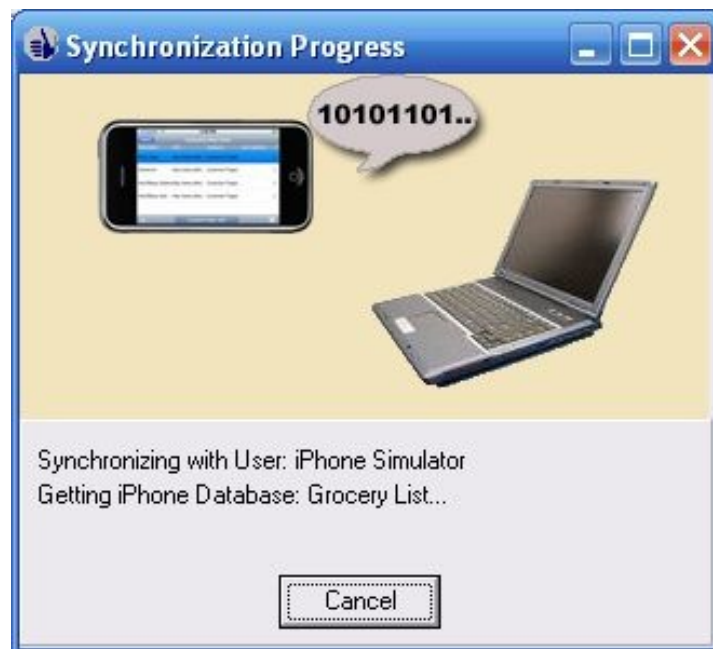 Synchronization Progress
10101101..
Synchronizing with User: iPhone Simulator
Getting iPhone Database: Grocery List...
Cancel